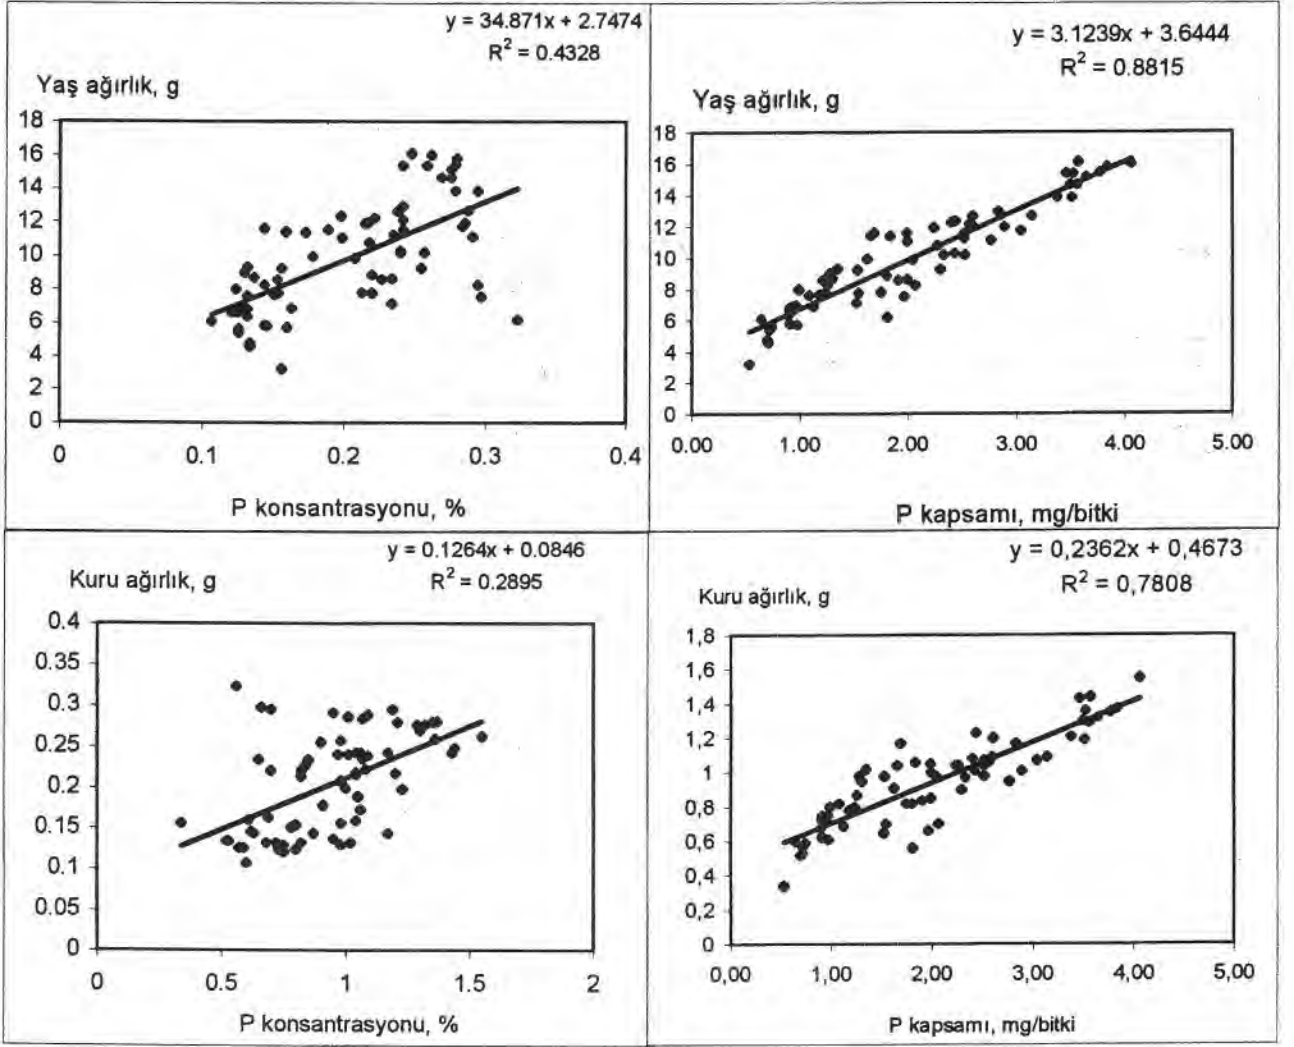 y = 34.871x + 2.7474
R² = 0.4328
Yaş ağırlık, g
18
16
14
12
10
8
6
4
2
0
0 0.1 0.2 0.3 0.4
P konsantrasyonu, %
y = 3.1239x + 3.6444
R² = 0.8815
Yaş ağırlık, g
18
16
14
12
10
8
6
4
2
0
0.00 1.00 2.00 3.00 4.00 5.00
P kapsamı, mg/bitki
y = 0.1264x + 0.0846
R² = 0.2895
Kuru ağırlık, g
0.4
0.35
0.3
0.25
0.2
0.15
0.1
0.05
0
0 0.5 1 1.5 2
P konsantrasyonu, %
y = 0,2362x + 0,4673
R² = 0,7808
Kuru ağırlık, g
1,8
1,6
1,4
1,2
1
0,8
0,6
0,4
0,2
0
0,00 1,00 2,00 3,00 4,00 5,00
P kapsamı, mg/bitki